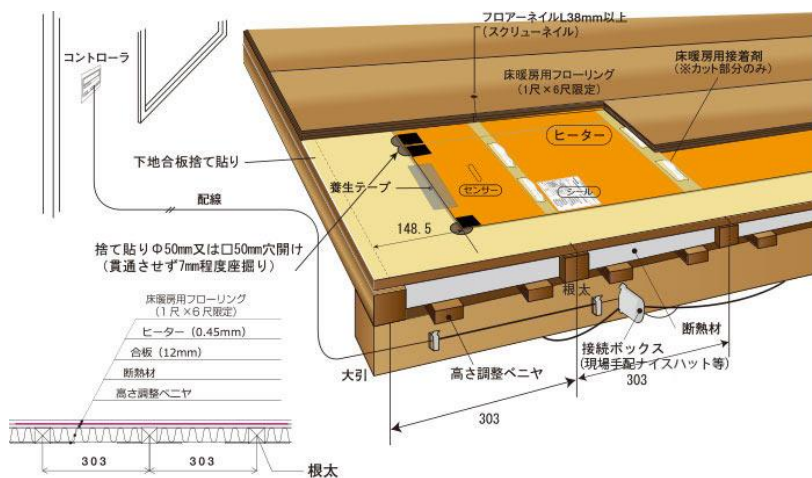 フロアーネイルL38mm以上
(スクリューネイル)
コントローラ
床暖房用フローリング
(1尺×6尺限定)
床暖房用接着剤
(※カット部分のみ)
ヒーター
下地合板捨て貼り
養生テープ
センサー
シール
配線
148.5
捨て貼りΦ50mm又は□50mm穴開け
(貫通させず7mm程度座掘り)
根太
断熱材
接続ボックス
(現場手配ナイスハット等)
大引
高さ調整ベニヤ
303
303
床暖房用フローリング
(1尺×6尺限定)
ヒーター(0.45mm)
合板(12mm)
断熱材
高さ調整ベニヤ
303
303
根太